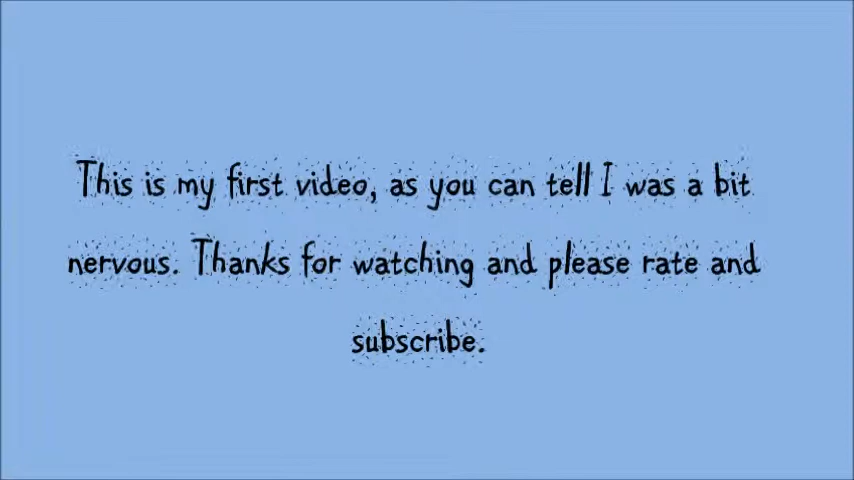 This is my first video, as you can tell I was a bit
nervous. Thanks for watching and please rate and
subscribe.